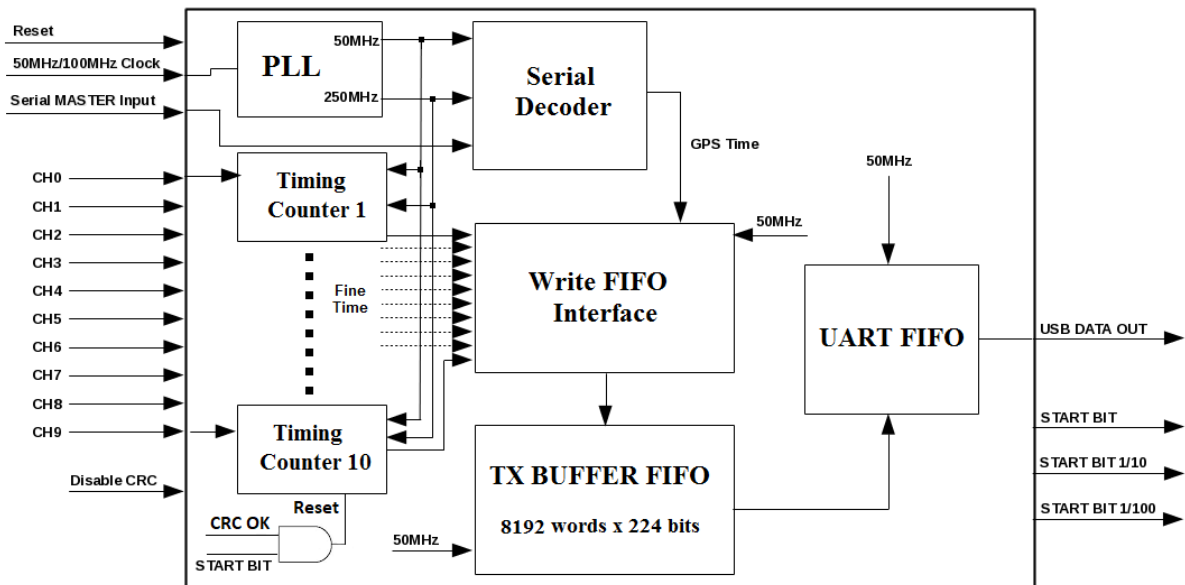 Reset
50MHz/100MHz Clock
Serial MASTER Input
CH0
CH1
CH2
CH3
CH4
CH5
CH6
CH7
CH8
CH9
Disable CRC
PLL
50MHz
250MHz
Serial
Decoder
GPS Time
Timing
Counter 1
Fine
Time
Write FIFO
Interface
50MHz
50MHz
UART FIFO
Timing
Counter 10
Reset
CRC OK
START BIT
TX BUFFER FIFO
8192 words x 224 bits
50MHz
USB DATA OUT
START BIT
START BIT 1/10
START BIT 1/100